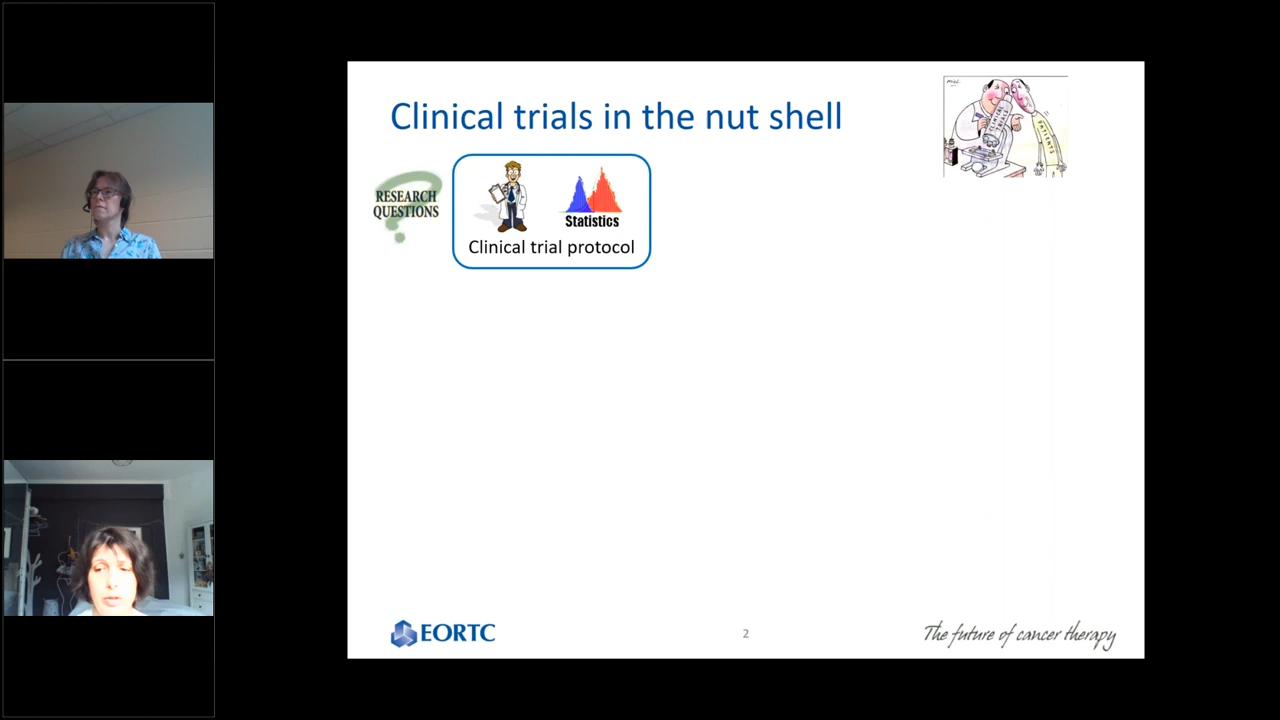 Clinical trials in the nut shell
RESEARCH
QUESTIONS
Statistics
Clinical trial protocol
PATIENTS
EORTC
2
The future of cancer therapy